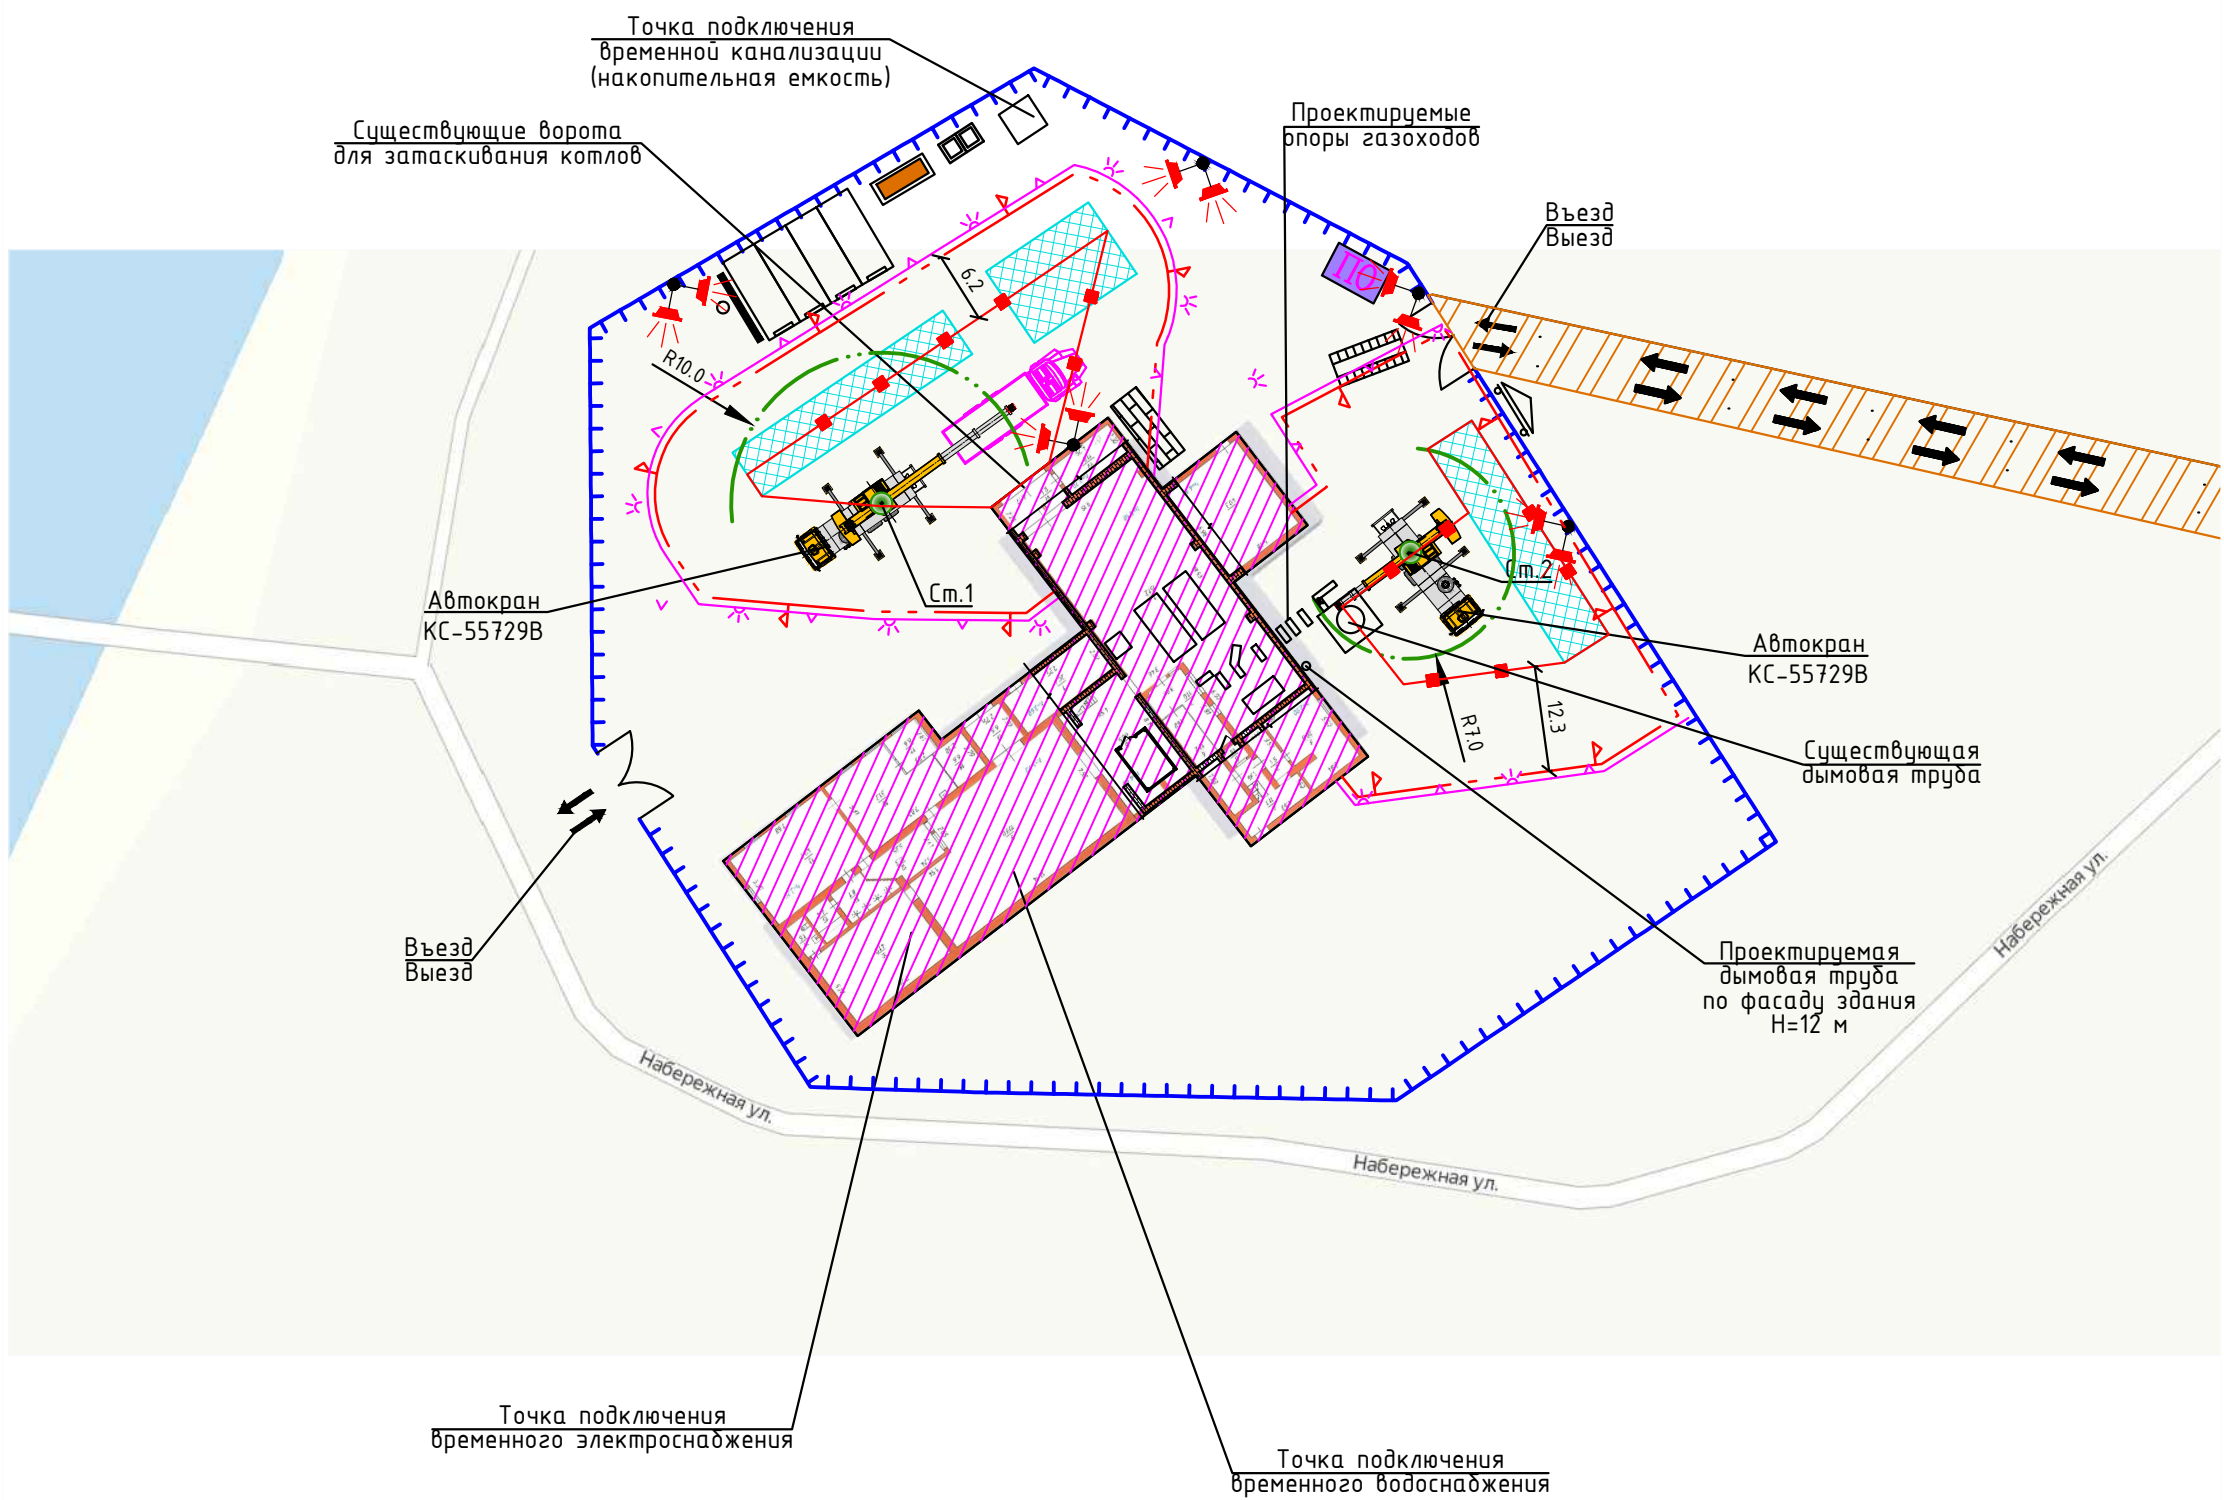 Точка подключения
временной канализации
(накопительная емкость)
Существующие ворота
для затаскивания котлов
Проектируемые
опоры газоходов
Въезд
Выезд
ПО
6.2
R10.0
Ст.1
Ст.2
Автокран
КС-55729В
Автокран
КС-55729В
12.3
R7.0
Существующая
дымовая труба
Въезд
Выезд
Проектируемая
дымовая труба
по фасаду здания
Н=12 м
Набережная ул.
Набережная ул.
Набережная ул.
Точка подключения
временного электроснабжения
Точка подключения
временного водоснабжения